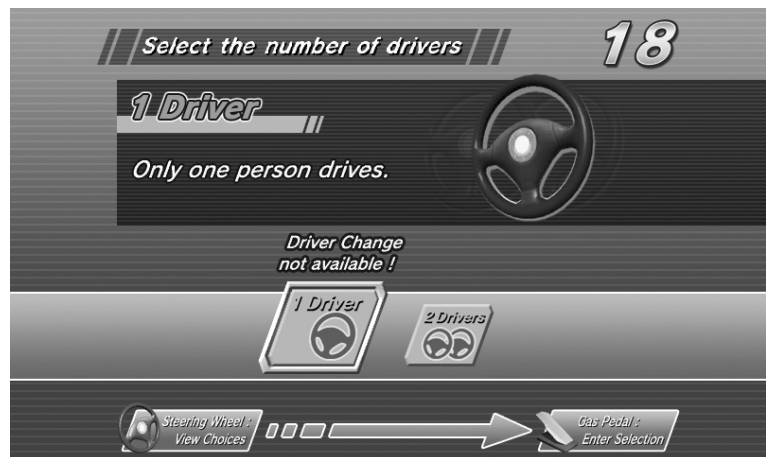 Select the number of drivers
18
1 Driver
Only one person drives.
Driver Change
not available !
1 Driver
2 Drivers
Steering Wheel :
View Choices
Gas Pedal :
Enter Selection